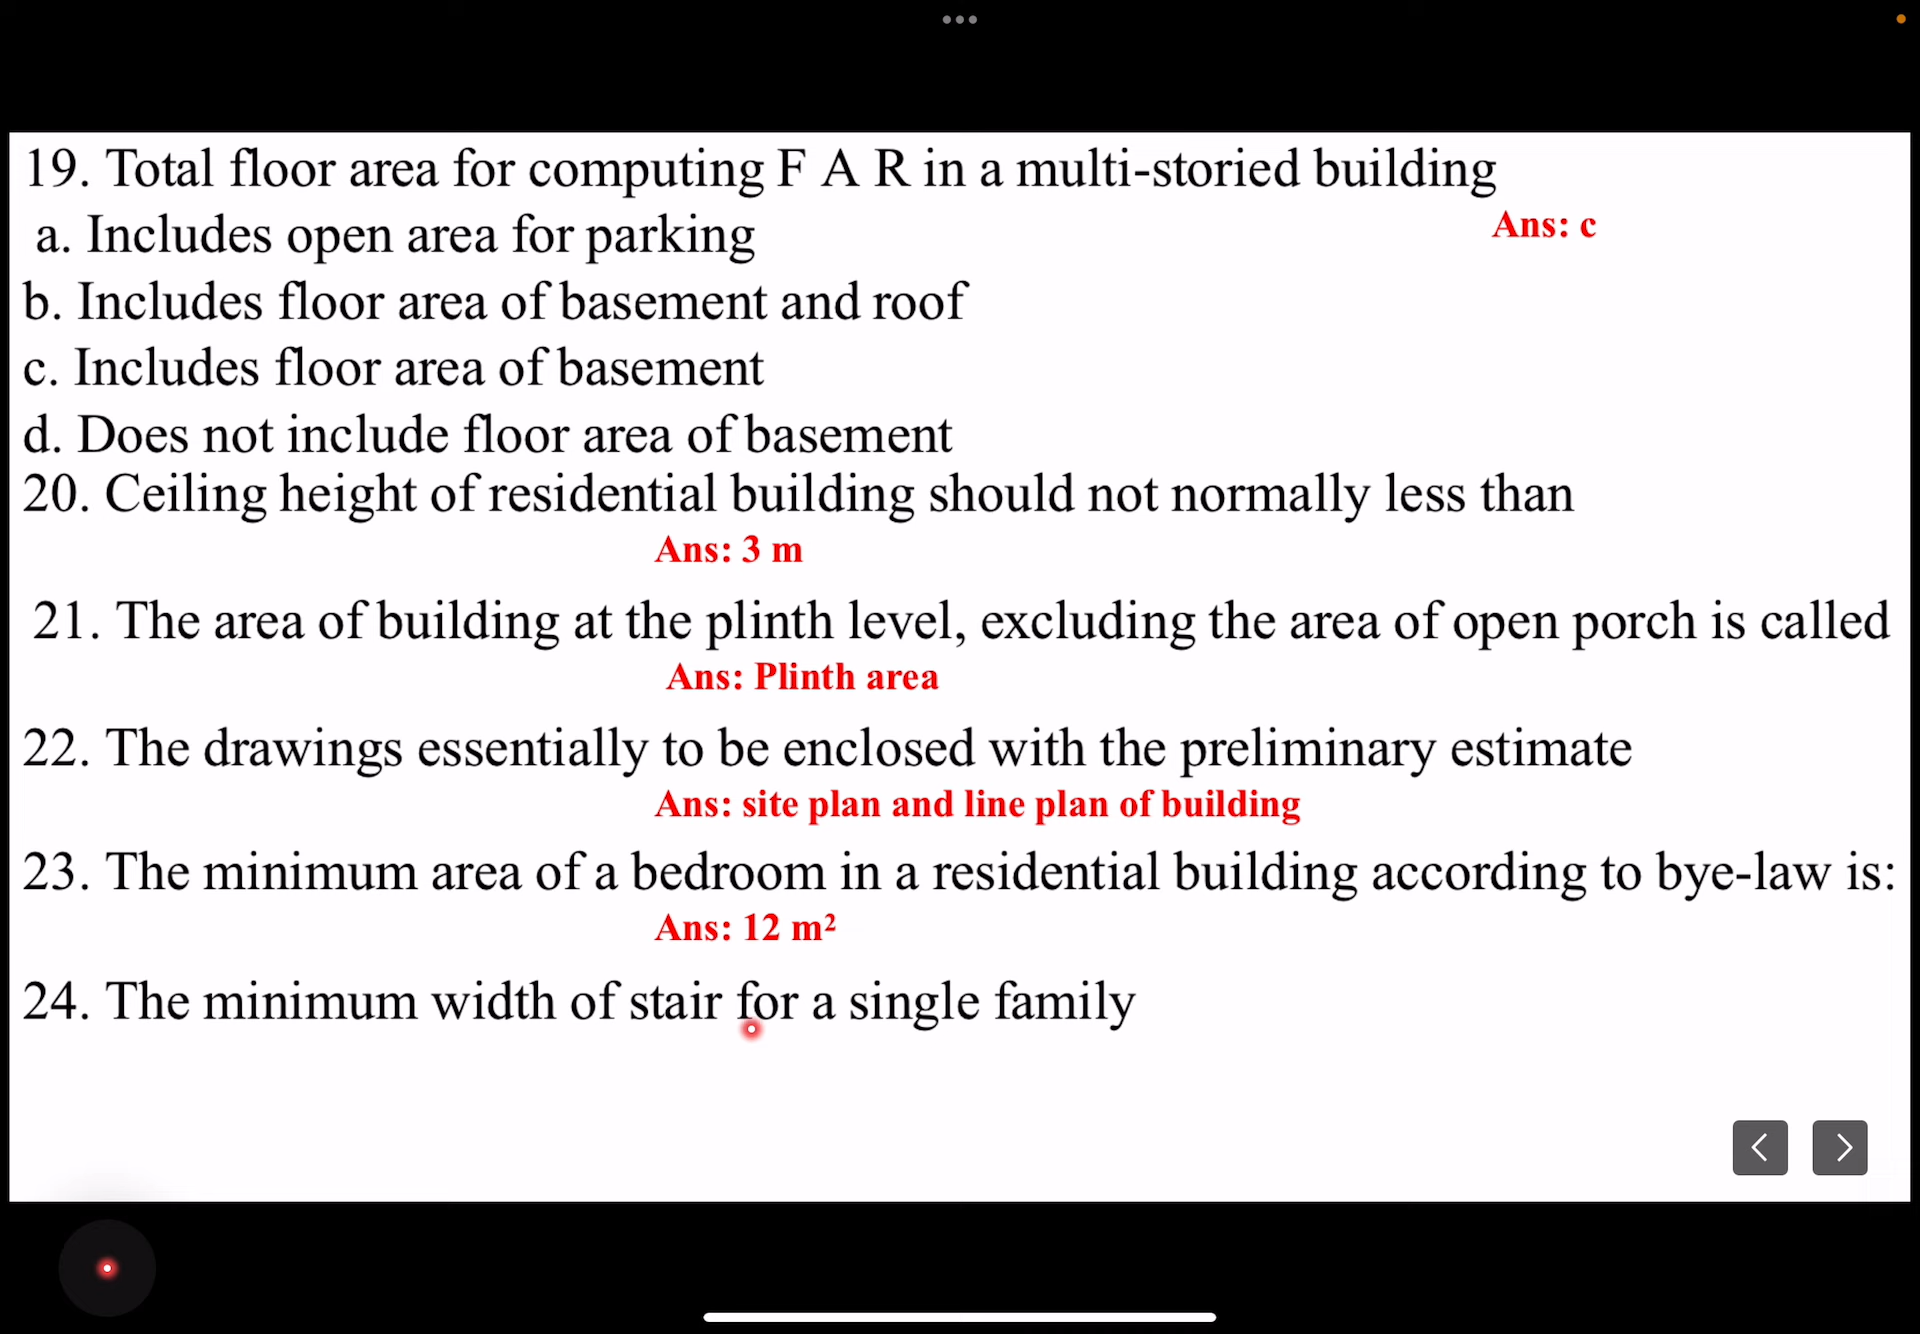 19. Total floor area for computing F A R in a multi-storied building
Ans: c
a. Includes open area for parking
b. Includes floor area of basement and roof
c. Includes floor area of basement
d. Does not include floor area of basement
20. Ceiling height of residential building should not normally less than
Ans: 3 m
21. The area of building at the plinth level, excluding the area of open porch is called
Ans: Plinth area
22. The drawings essentially to be enclosed with the preliminary estimate
Ans: site plan and line plan of building
23. The minimum area of a bedroom in a residential building according to bye-law is:
Ans: 12 m²
24. The minimum width of stair for a single family